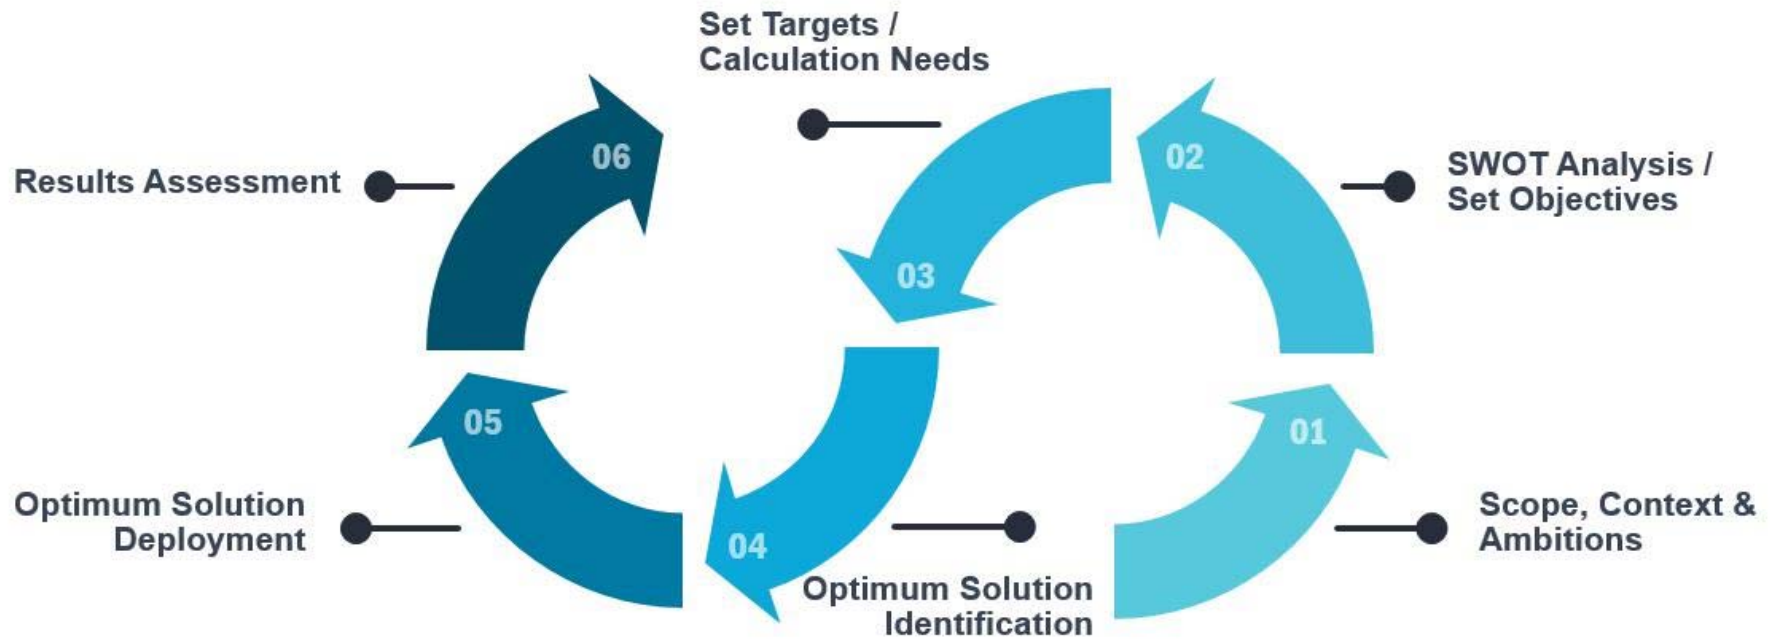 Set Targets /
Calculation Needs
06
02
Results Assessment
SWOT Analysis /
Set Objectives
03
05
01
Optimum Solution
Deployment
04
Scope, Context &
Ambitions
Optimum Solution
Identification